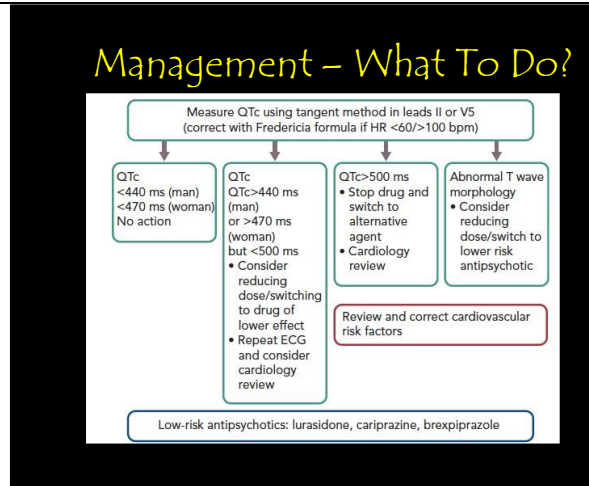 Management – What To Do?
Measure QTc using tangent method in leads II or V5
(correct with Fredericia formula if HR <60/>100 bpm)
QTc
<440 ms (man)
<470 ms (woman)
No action
QTc
QTc>440 ms
(man)
or >470 ms
(woman)
but <500 ms
• Consider
reducing
dose/switching
to drug of
lower effect
• Repeat ECG
and consider
cardiology
review
QTc>500 ms
• Stop drug and
switch to
alternative
agent
• Cardiology
review
Abnormal T wave
morphology
• Consider
reducing
dose/switch to
lower risk
antipsychotic
Review and correct cardiovascular
risk factors
Low-risk antipsychotics: lurasidone, cariprazine, brexpiprazole